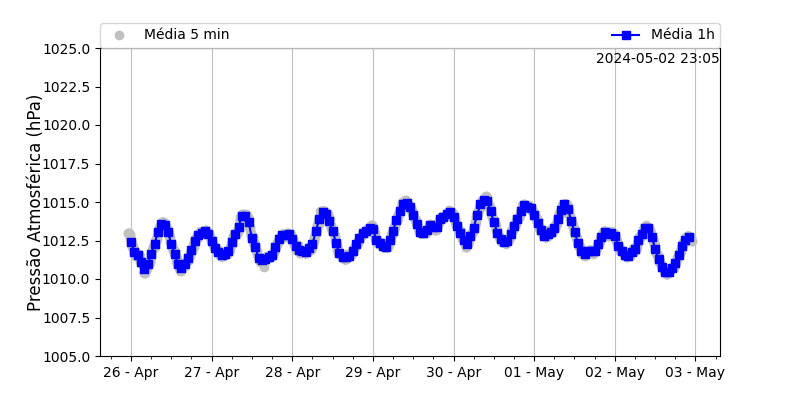 Média 5 min
Média 1h
2024-05-02 23:05
Pressão Atmosférica (hPa)
1025.0
1022.5
1020.0
1017.5
1015.0
1012.5
1010.0
1007.5
1005.0
26 - Apr
27 - Apr
28 - Apr
29 - Apr
30 - Apr
01 - May
02 - May
03 - May